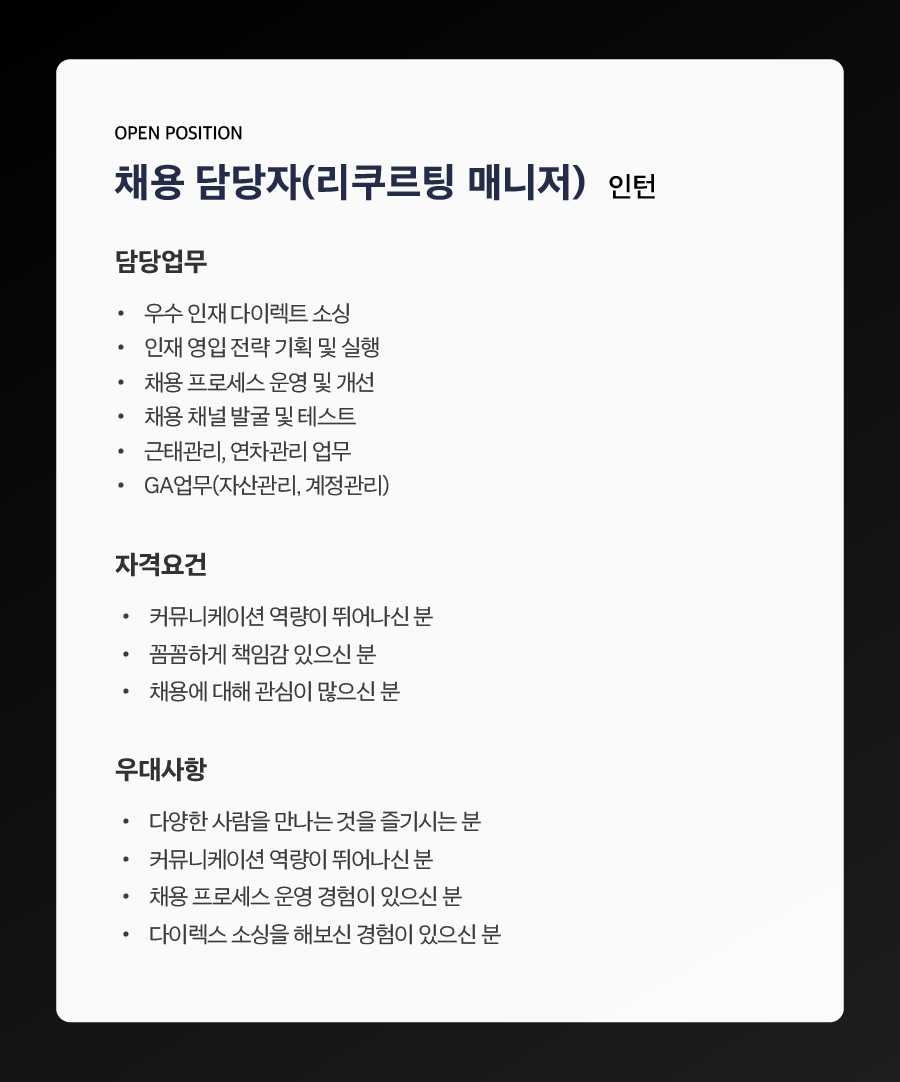 OPEN POSITION
채용 담당자(리쿠르팅 매니저) 인턴
담당업무
• 우수 인재 다이렉트 소싱
• 인재 영입 전략 기획 및 실행
• 채용 프로세스 운영 및 개선
• 채용 채널 발굴 및 테스트
• 근태관리, 연차관리 업무
• GA업무(자산관리, 계정관리)
자격요건
• 커뮤니케이션 역량이 뛰어나신 분
• 꼼꼼하게 책임감 있으신 분
• 채용에 대해 관심이 많으신 분
우대사항
• 다양한 사람을 만나는 것을 즐기시는 분
• 커뮤니케이션 역량이 뛰어나신 분
• 채용 프로세스 운영 경험이 있으신 분
• 다이렉스 소싱을 해보신 경험이 있으신 분